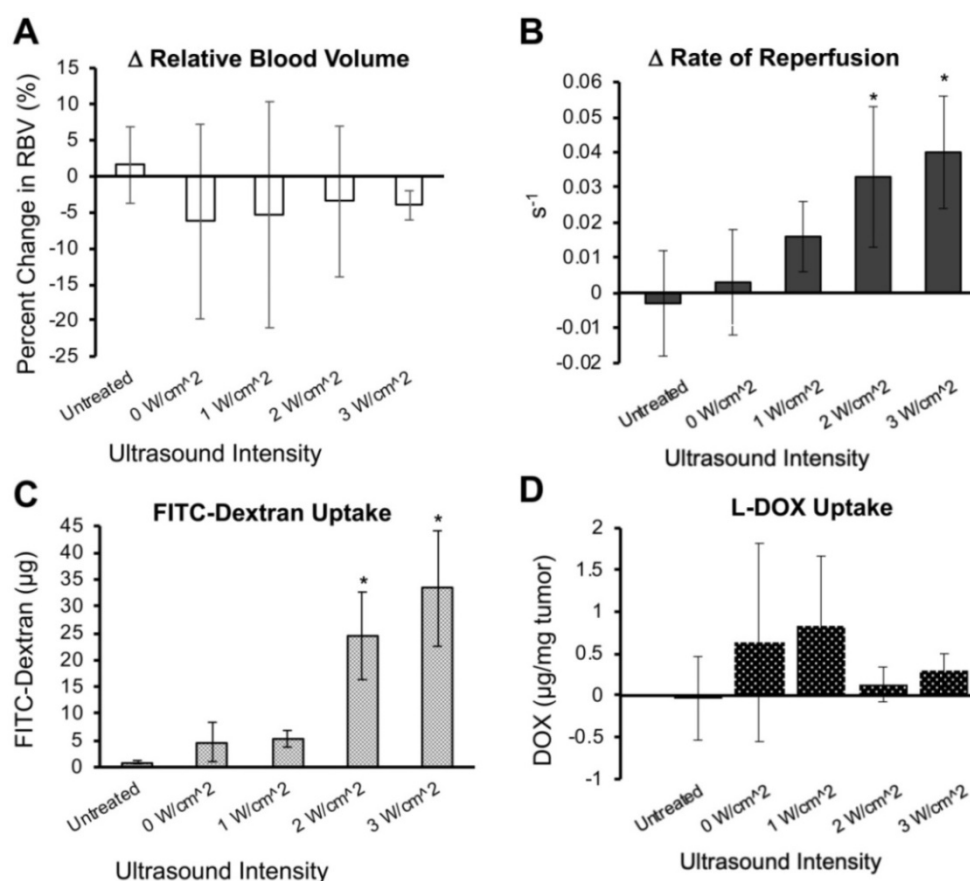 A
Δ Relative Blood Volume
Percent Change in RBV (%)
15
10
5
0
-5
-10
-15
-20
-25
Untreated
0 W/cm^2
1 W/cm^2
2 W/cm^2
3 W/cm^2
Ultrasound Intensity
B
Δ Rate of Reperfusion
s-1
0.06
0.05
0.04
0.03
0.02
0.01
0
-0.01
-0.02
*
*
Untreated
0 W/cm^2
1 W/cm^2
2 W/cm^2
3 W/cm^2
Ultrasound Intensity
C
FITC-Dextran Uptake
FITC-Dextran (µg)
45
40
35
30
25
20
15
10
5
0
*
*
Untreated
0 W/cm^2
1 W/cm^2
2 W/cm^2
3 W/cm^2
Ultrasound Intensity
D
L-DOX Uptake
DOX (µg/mg tumor)
2
1.5
1
0.5
0
-0.5
-1
Untreated
0 W/cm^2
1 W/cm^2
2 W/cm^2
3 W/cm^2
Ultrasound Intensity